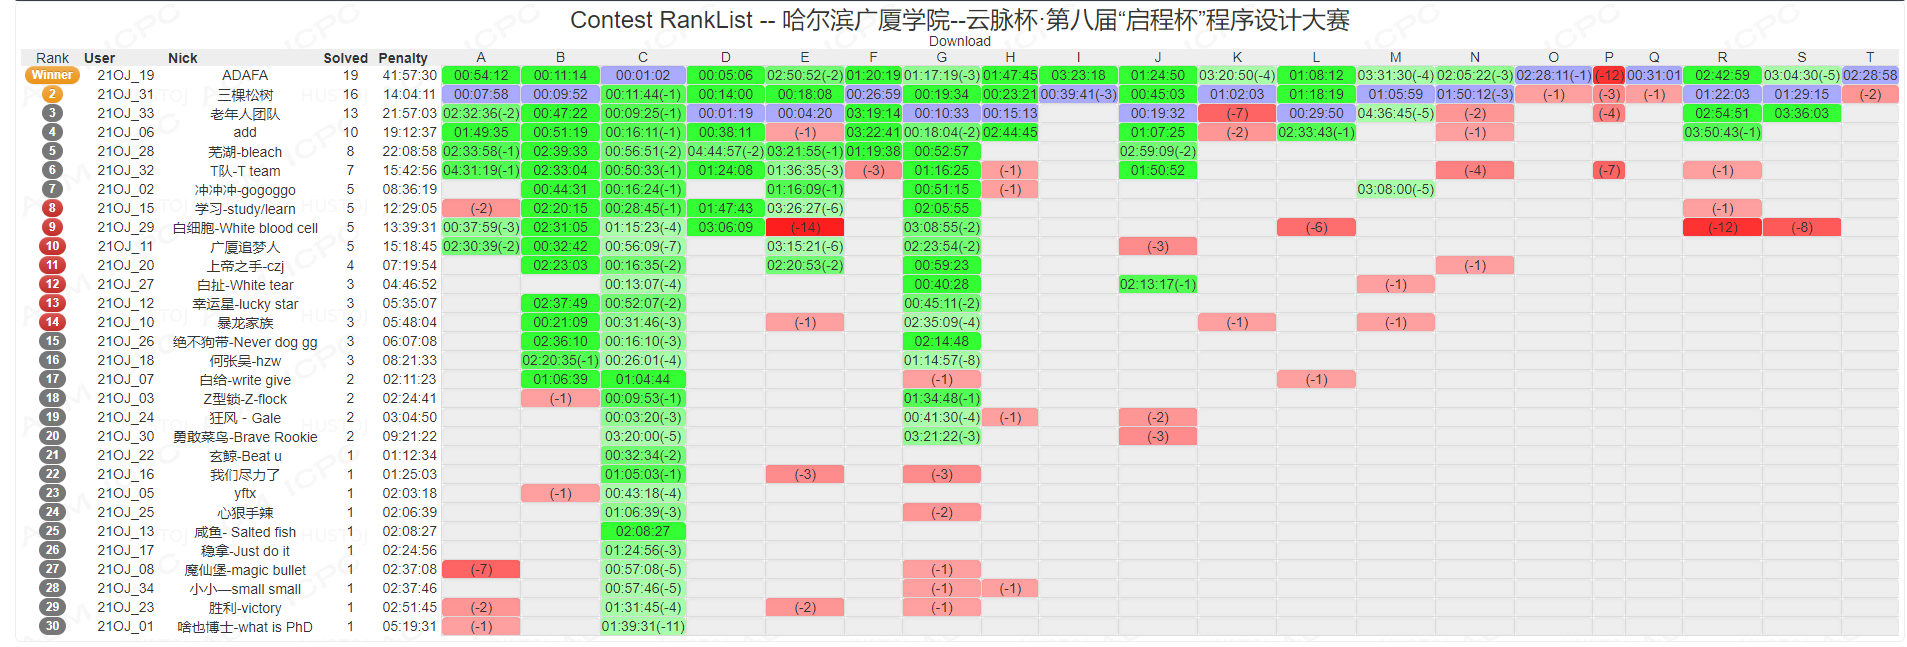 Contest RankList -- 哈尔滨广厦学院--云脉杯·第八届“启程杯”程序设计大赛
Download
Rank User Nick Solved Penalty A B C D E F G H I J K L M N O P Q R S T
Winner 21OJ_19 ADAFA 19 41:57:30 00:54:12 00:11:14 00:01:02 00:05:06 02:50:52(-2) 01:20:19 01:17:19(-3) 01:47:45 03:23:18 01:24:50 03:20:50(-4) 01:08:12 03:31:30(-4) 02:05:22(-3) 02:28:11(-1) (-12) 00:31:01 02:42:59 03:04:30(-5) 02:28:58
2 21OJ_31 三棵松树 16 14:04:11 00:07:58 00:09:52 00:11:44(-1) 00:14:00 00:18:08 00:26:59 00:19:34 00:23:21 00:39:41(-3) 00:45:03 01:02:03 01:18:19 01:05:59 01:50:12(-3) (-1) (-3) (-1) 01:22:03 01:29:15 (-2)
3 21OJ_33 老年人团队 13 21:57:03 02:32:36(-2) 00:47:22 00:09:25(-1) 00:01:19 00:04:20 03:19:14 00:10:33 00:15:13 00:19:32 (-7) 00:29:50 04:36:45(-5) (-2) (-4) 02:54:51 03:36:03
4 21OJ_06 add 10 19:12:37 01:49:35 00:51:19 00:16:11(-1) 00:38:11 (-1) 03:22:41 00:18:04(-2) 02:44:45 01:07:25 (-2) 02:33:43(-1) (-1) 03:50:43(-1)
5 21OJ_28 芜湖-bleach 8 22:08:58 02:33:58(-1) 02:39:33 00:56:51(-2) 04:44:57(-2) 03:21:55(-1) 01:19:38 00:52:57 02:59:09(-2)
6 21OJ_32 T队-T team 7 15:42:56 04:31:19(-1) 02:33:04 00:50:33(-1) 01:24:08 01:36:35(-3) (-3) 01:16:25 (-1) 01:50:52 (-4) (-7) (-1)
7 21OJ_02 冲冲冲-gogoggo 5 08:36:19 00:44:31 00:16:24(-1) 01:16:09(-1) 00:51:15 (-1) 03:08:00(-5)
8 21OJ_15 学习-study/learn 5 12:29:05 (-2) 02:20:15 00:28:45(-1) 01:47:43 03:26:27(-6) 02:05:55 (-1)
9 21OJ_29 白细胞-White blood cell 5 13:39:31 00:37:59(-3) 02:31:05 01:15:23(-4) 03:06:09 (-14) 03:08:55(-2) (-6) (-12) (-8)
10 21OJ_11 广厦追梦人 5 15:18:45 02:30:39(-2) 00:32:42 00:56:09(-7) 03:15:21(-6) 02:23:54(-2) (-3)
11 21OJ_20 上帝之手-czj 4 07:19:54 02:23:03 00:16:35(-2) 02:20:53(-2) 00:59:23 (-1)
12 21OJ_27 白扯-White tear 3 04:46:52 00:13:07(-4) 00:40:28 02:13:17(-1) (-1)
13 21OJ_12 幸运星-lucky star 3 05:35:07 02:37:49 00:52:07(-2) 00:45:11(-2)
14 21OJ_10 暴龙家族 3 05:48:04 00:21:09 00:31:46(-3) (-1) 02:35:09(-4) (-1) (-1)
15 21OJ_26 绝不狗带-Never dog gg 3 06:07:08 02:36:10 00:16:10(-3) 02:14:48
16 21OJ_18 何张吴-hzw 3 08:21:33 02:20:35(-1) 00:26:01(-4) 01:14:57(-8)
17 21OJ_07 白给-write give 2 02:11:23 01:06:39 01:04:44 (-1) (-1)
18 21OJ_03 Z型锁-Z-flock 2 02:24:41 (-1) 00:09:53(-1) 01:34:48(-1)
19 21OJ_24 狂风 - Gale 2 03:04:50 00:03:20(-3) 00:41:30(-4) (-1) (-2)
20 21OJ_30 勇敢菜鸟-Brave Rookie 2 09:21:22 03:20:00(-5) 03:21:22(-3) (-3)
21 21OJ_22 玄鲸-Beat u 1 01:12:34 00:32:34(-2)
22 21OJ_16 我们尽力了 1 01:25:03 01:05:03(-1) (-3) (-3)
23 21OJ_05 yftx 1 02:03:18 (-1) 00:43:18(-4)
24 21OJ_25 心狠手辣 1 02:06:39 01:06:39(-3) (-2)
25 21OJ_13 咸鱼- Salted fish 1 02:08:27 02:08:27
26 21OJ_17 稳拿-Just do it 1 02:24:56 01:24:56(-3)
27 21OJ_08 魔仙堡-magic bullet 1 02:37:08 (-7) 00:57:08(-5) (-1)
28 21OJ_34 小小—small small 1 02:37:46 00:57:46(-5) (-1) (-1)
29 21OJ_23 胜利-victory 1 02:51:45 (-2) 01:31:45(-4) (-2) (-1)
30 21OJ_01 啥也博士-what is PhD 1 05:19:31 (-1) 01:39:31(-11)